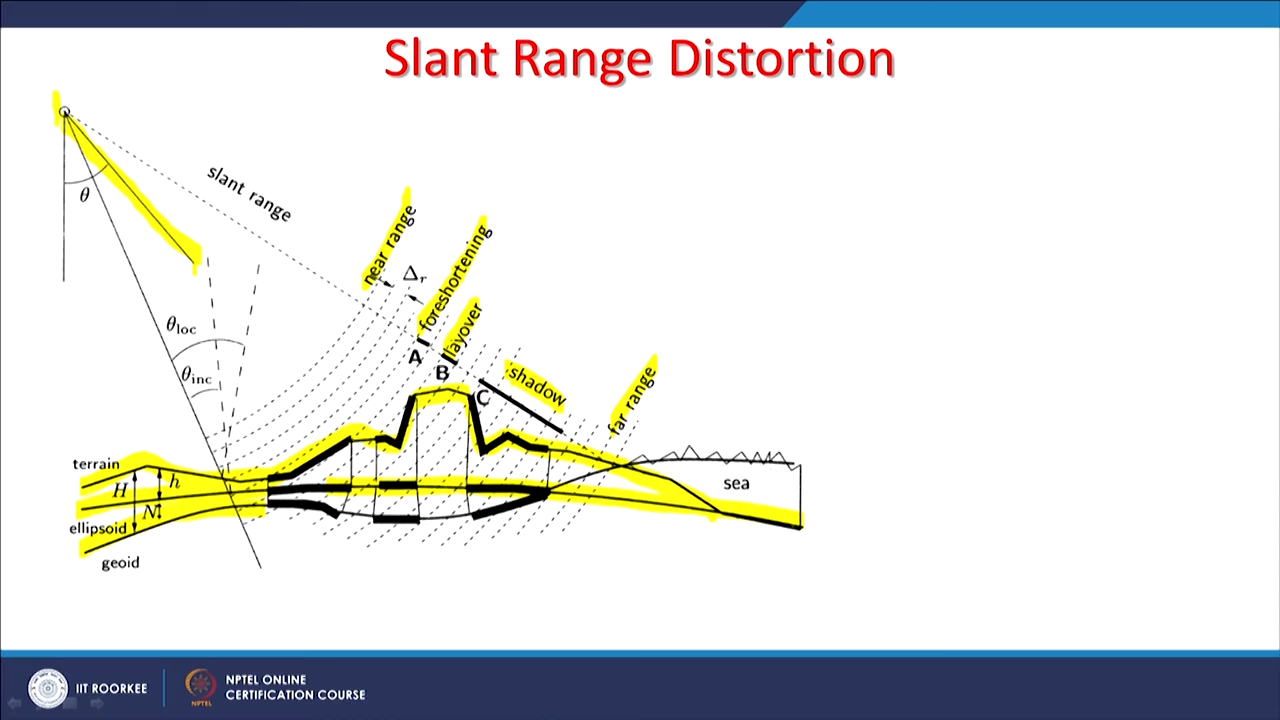 Slant Range Distortion
θ
slant range
near range
Δr
foreshortening
layover
θloc
A
θinc
B
shadow
C
far range
terrain
H
h
sea
N
ellipsoid
geoid
IIT ROORKEE
NPTEL
NPTEL ONLINE
CERTIFICATION COURSE